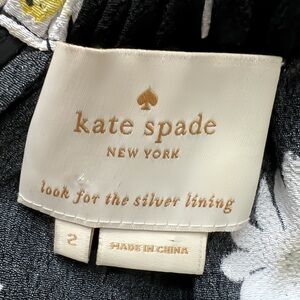 kate spade
NEW YORK
look for the silver lining
2
MADE IN CHINA